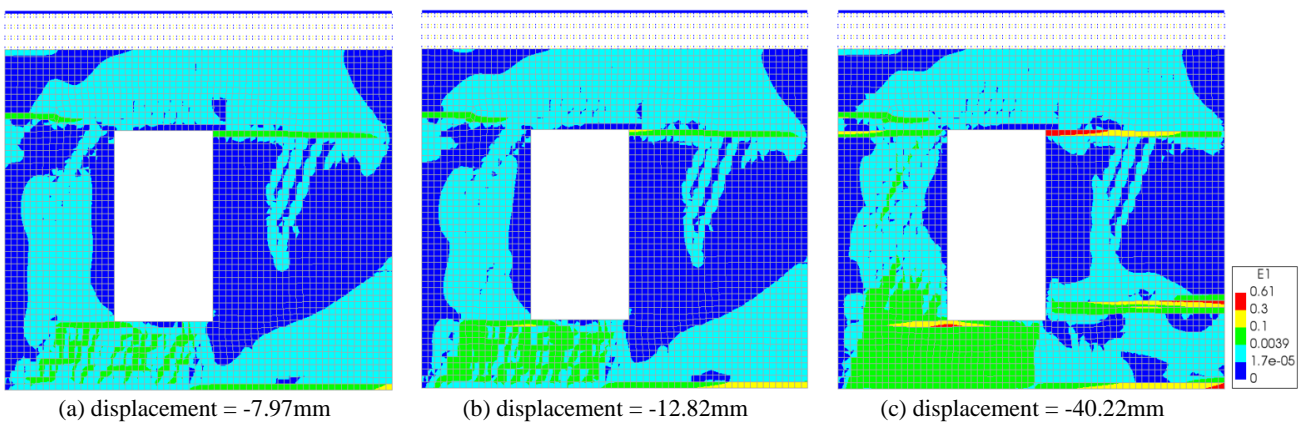 E1
0.61
0.3
0.1
0.0039
1.7e-05
0
(a) displacement = -7.97mm
(b) displacement = -12.82mm
(c) displacement = -40.22mm